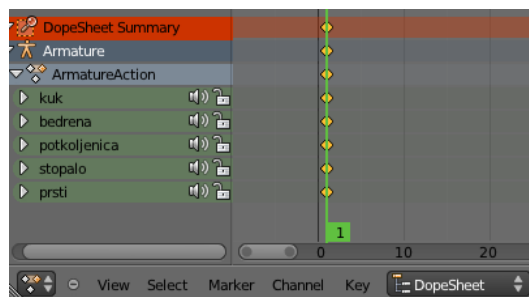 DopeSheet Summary
Armature
ArmatureAction
kuk
bedrena
potkoljenica
stopalo
prsti
1
0 10 20
View Select Marker Channel Key DopeSheet